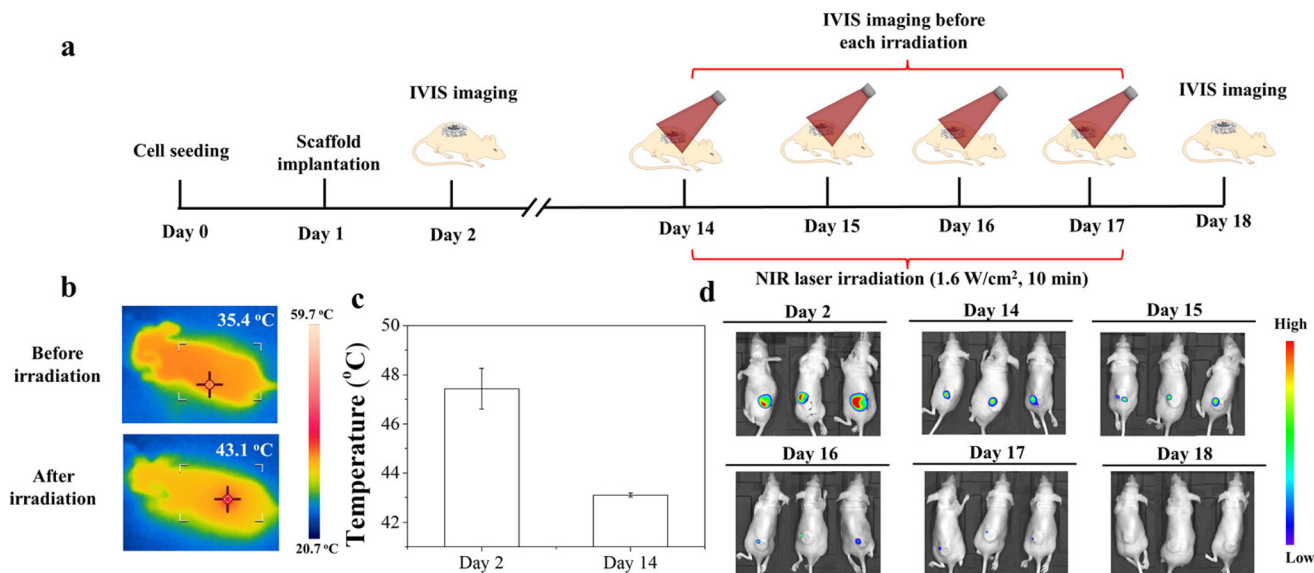 a
IVIS imaging before
each irradiation
IVIS imaging
IVIS imaging
Cell seeding
Scaffold
implantation
Day 0
Day 1
Day 2
Day 14
Day 15
Day 16
Day 17
Day 18
NIR laser irradiation (1.6 W/cm², 10 min)
b
Before
irradiation
35.4 °C
After
irradiation
43.1 °C
59.7 °C
20.7 °C
c
Temperature (°C)
50
48
46
44
42
Day 2
Day 14
d
Day 2
Day 14
Day 15
Day 16
Day 17
Day 18
High
Low